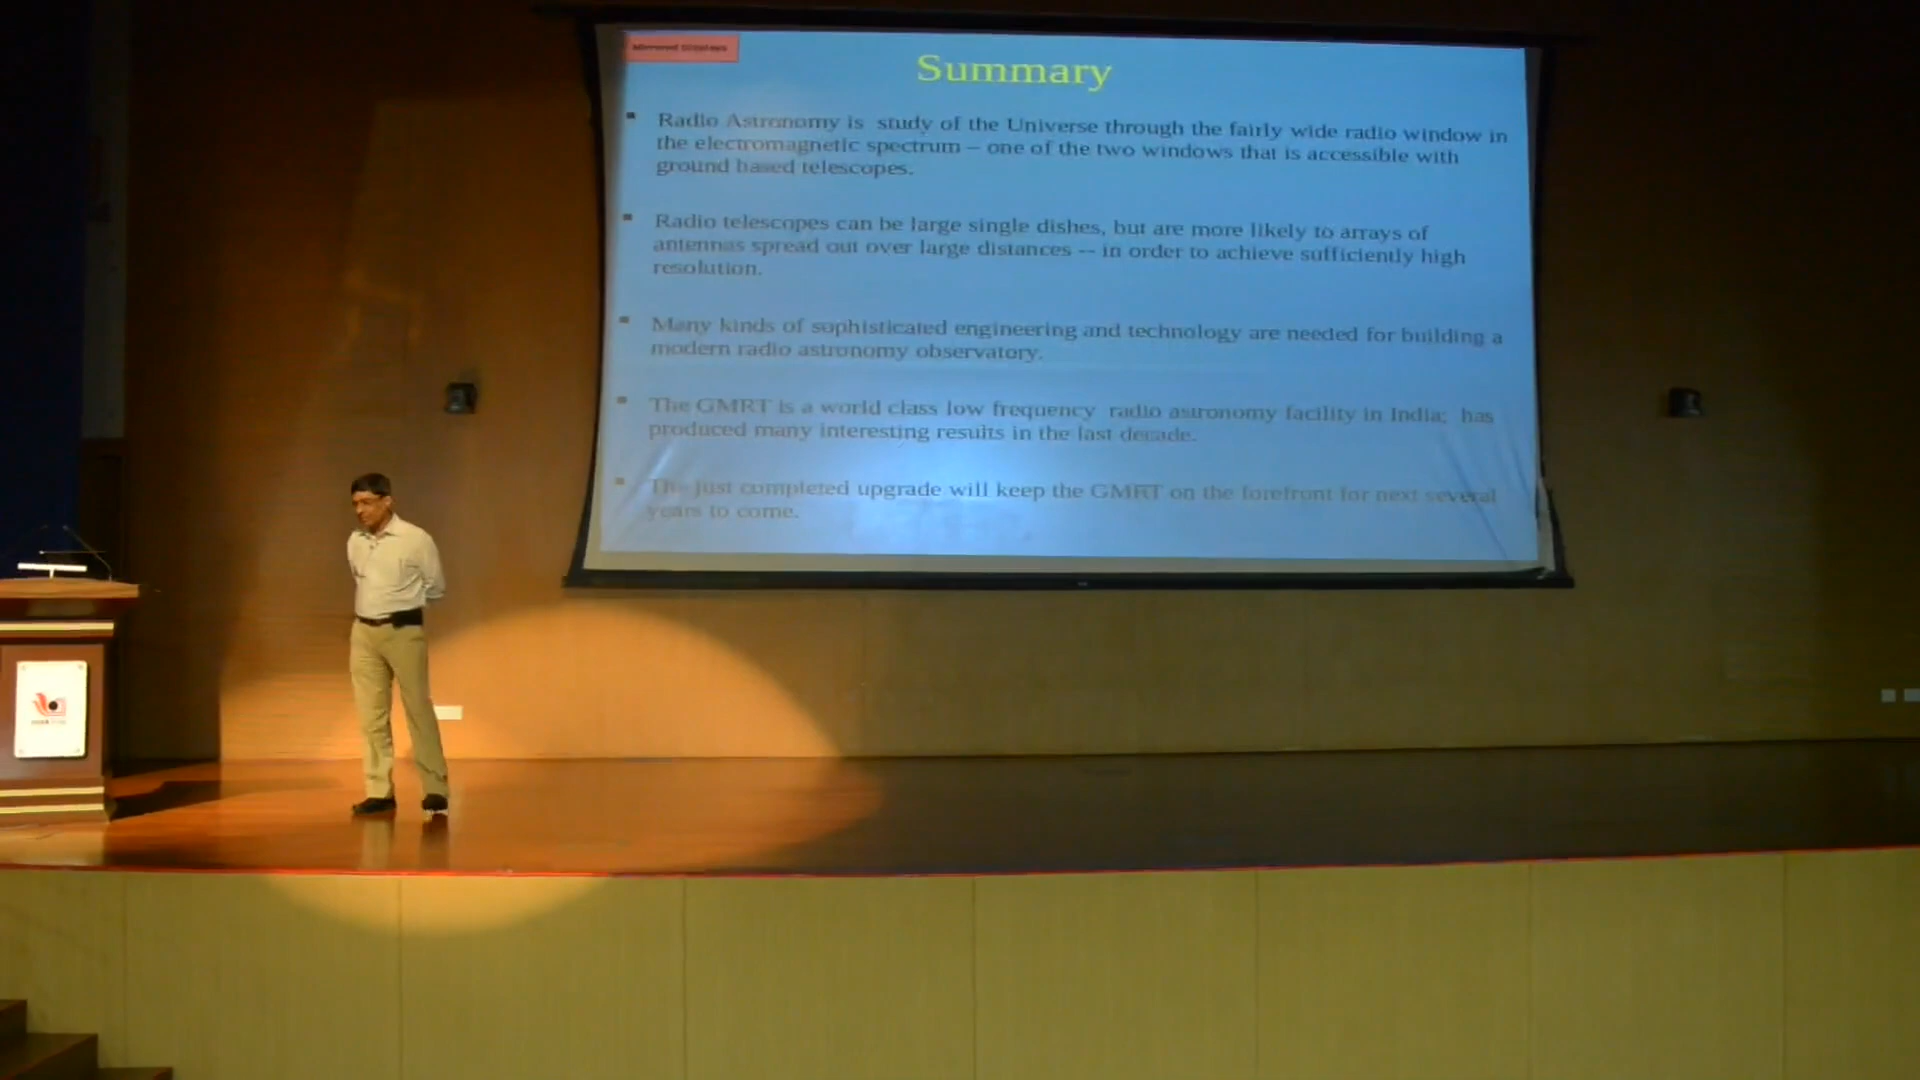 Mirrored Displays
Summary
Radio Astronomy is study of the Universe through the fairly wide radio window in
the electromagnetic spectrum – one of the two windows that is accessible with
ground based telescopes.
Radio telescopes can be large single dishes, but are more likely to arrays of
antennas spread out over large distances -- in order to achieve sufficiently high
resolution.
Many kinds of sophisticated engineering and technology are needed for building a
modern radio astronomy observatory.
The GMRT is a world class low frequency radio astronomy facility in India; has
produced many interesting results in the last decade.
The just completed upgrade will keep the GMRT on the forefront for next several
years to come.